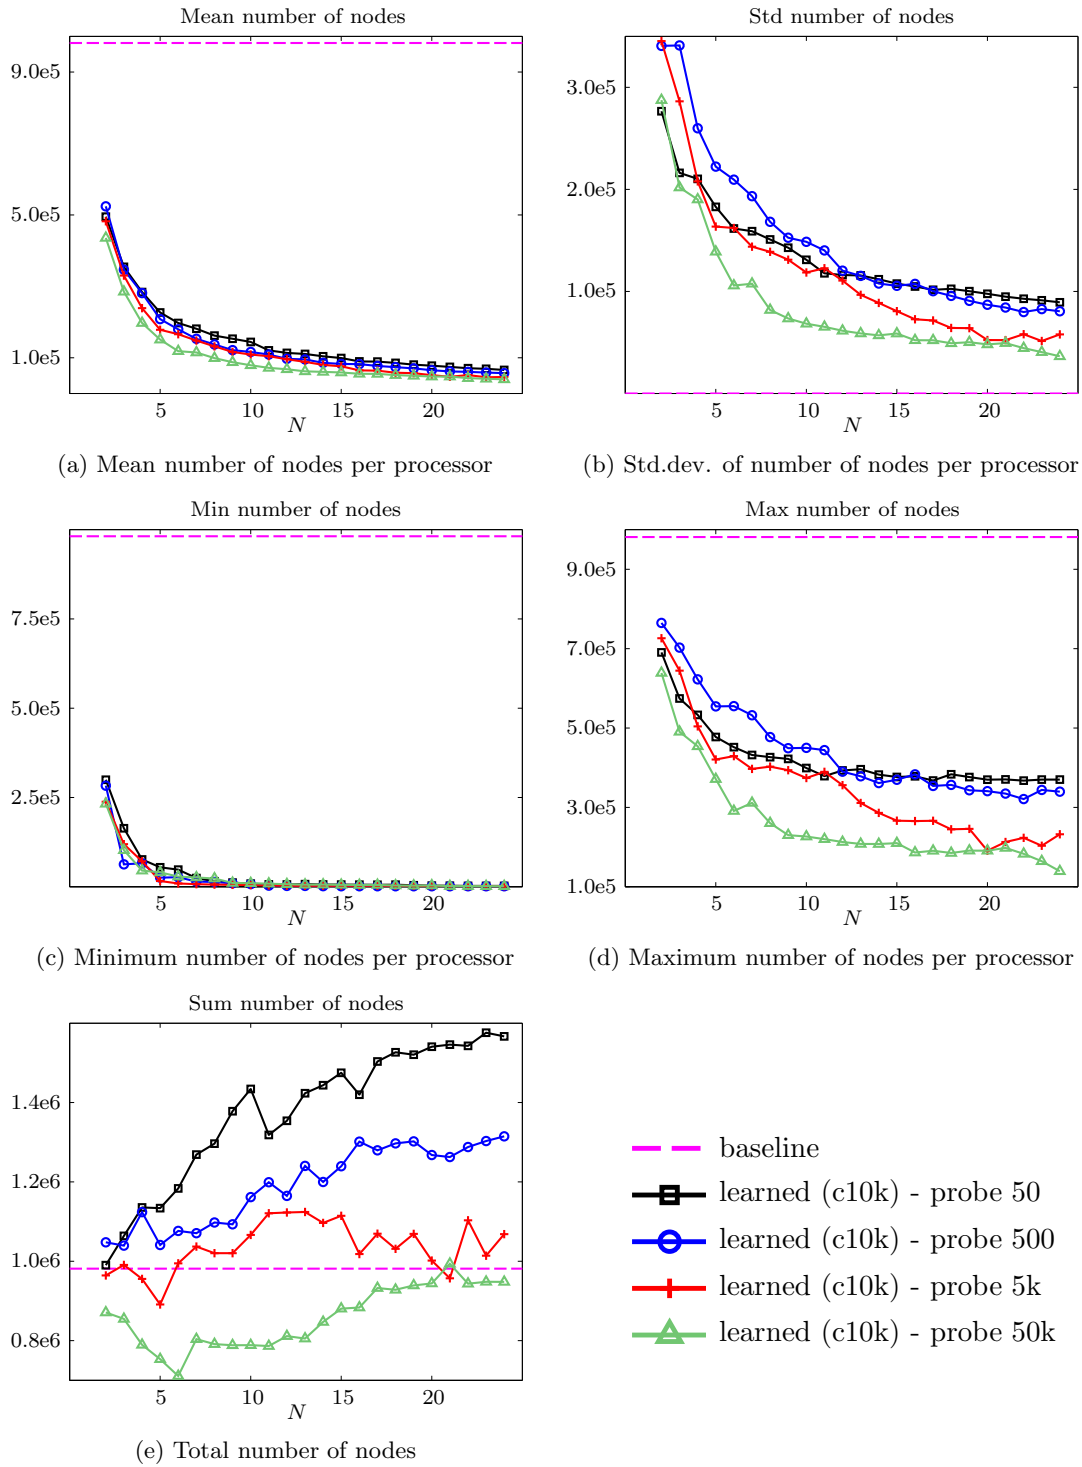 Mean number of nodes
9.0e5
5.0e5
1.0e5
5 10 15 20
N
(a) Mean number of nodes per processor
Std number of nodes
3.0e5
2.0e5
1.0e5
5 10 15 20
N
(b) Std.dev. of number of nodes per processor
Min number of nodes
7.5e5
5.0e5
2.5e5
5 10 15 20
N
(c) Minimum number of nodes per processor
Max number of nodes
9.0e5
7.0e5
5.0e5
3.0e5
1.0e5
5 10 15 20
N
(d) Maximum number of nodes per processor
Sum number of nodes
1.4e6
1.2e6
1.0e6
0.8e6
5 10 15 20
N
(e) Total number of nodes
baseline
learned (c10k) - probe 50
learned (c10k) - probe 500
learned (c10k) - probe 5k
learned (c10k) - probe 50k